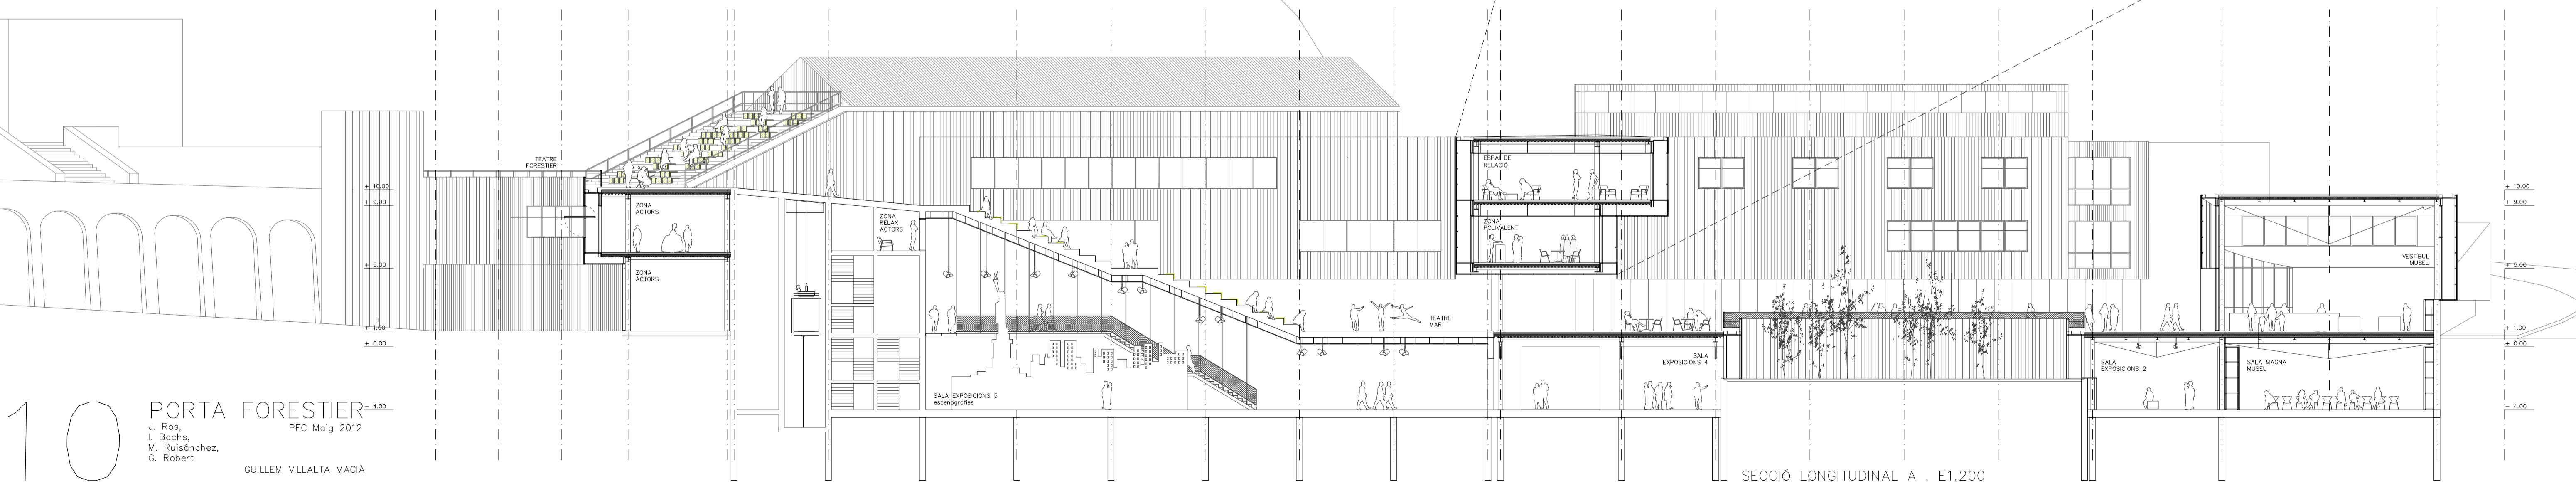 TEATRE
FORESTIER
+ 10.00
+ 9.00
+ 5.00
+ 1.00
+ 0.00
- 4.00
ZONA
ACTORS
ZONA
ACTORS
ZONA
RELAX
ACTORS
SALA EXPOSICIONS 5
escenografies
TEATRE
MAR
ESPAI DE
RELACIÓ
ZONA
POLIVALENT
SALA
EXPOSICIONS 4
SALA
EXPOSICIONS 2
SALA MAGNA
MUSEU
VESTÍBUL
MUSEU
+ 10.00
+ 9.00
+ 5.00
+ 1.00
+ 0.00
- 4.00
10
PORTA FORESTIER
J. Ros,
PFC Maig 2012
I. Bachs,
M. Ruisánchez,
G. Robert
GUILLEM VILLALTA MACIÀ
SECCIÓ LONGITUDINAL A . E1.200